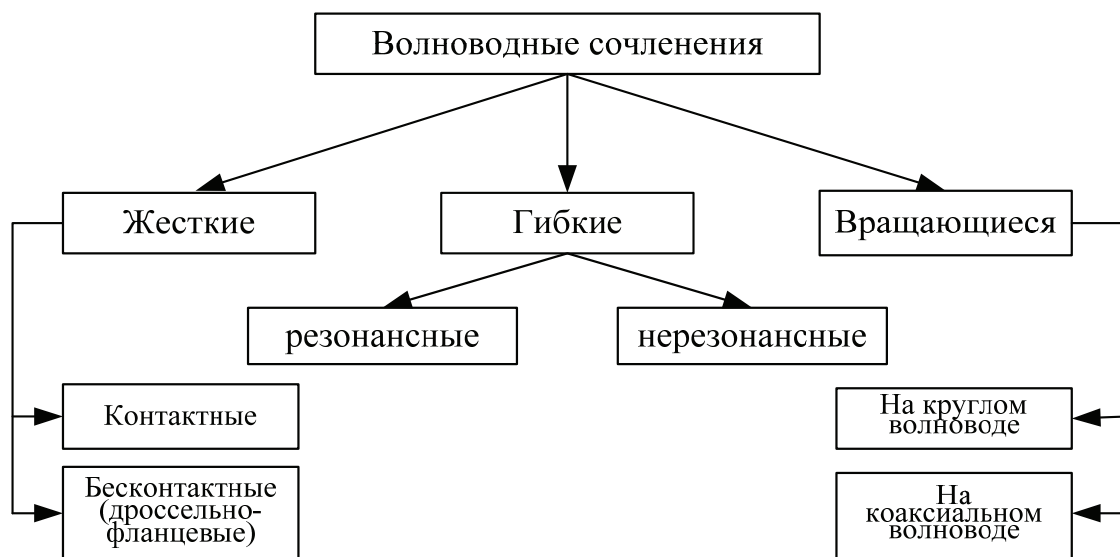 Волноводные сочленения
Жесткие
Гибкие
Вращающиеся
резонансные
нерезонансные
Контактные
На круглом
волноводе
Бесконтактные
(дроссельно-
фланцевые)
На
коаксиальном
волноводе